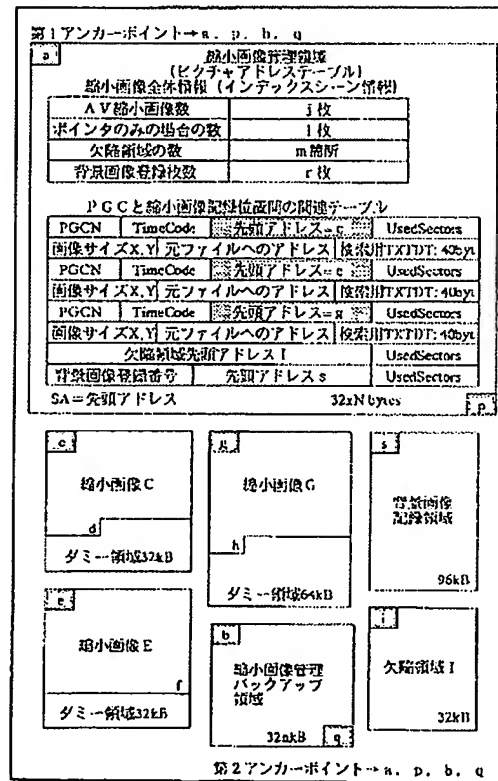 第1アンカーポイント→a, p, b, q
a
縮小画像管理領域
(ピクチャアドレステーブル)
縮小画像全体情報 (インデックスシーン情報)
AV縮小画像数 j枚
ポインタのみの場合の数 l枚
欠陥領域の数 m箇所
背景画像登録枚数 r枚
PGCと縮小画像記録位置間の関連テーブル
PGCN TimeCode 先頭アドレス=c UsedSectors
画像サイズX,Y 元ファイルへのアドレス 検索用TXTDT: 40byt
PGCN TimeCode 先頭アドレス=e UsedSectors
画像サイズX,Y 元ファイルへのアドレス 検索用TXTDT: 40byt
PGCN TimeCode 先頭アドレス=g UsedSectors
画像サイズX,Y 元ファイルへのアドレス 検索用TXTDT: 40byt
欠陥領域先頭アドレス I UsedSectors
背景画像登録番号 先頭アドレス s UsedSectors
SA=先頭アドレス 32xN bytes p
c
縮小画像C
d
ダミー領域32kB
g
縮小画像G
h
ダミー領域64kB
s
背景画像
記録領域
96kB
e
縮小画像E
f
ダミー領域32kB
b
縮小画像管理
バックアップ
領域
32nkB q
i
欠陥領域I
32kB
第2アンカーポイント→a, p, b, q